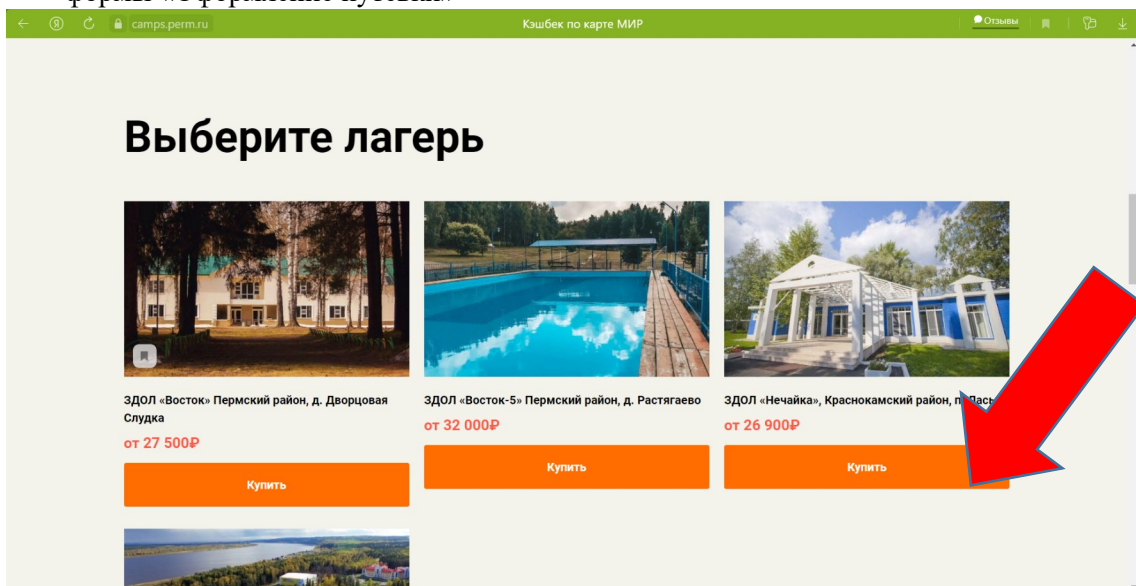 camps.perm.ru
Кэшбек по карте МИР
Отзывы
Выберите лагерь
ЗДОЛ «Восток» Пермский район, д. Дворцовая
Слудка
от 27 500₽
Купить
ЗДОЛ «Восток-5» Пермский район, д. Растягаево
от 32 000₽
Купить
ЗДОЛ «Нечайка», Краснокамский район, п.
от 26 900₽
Купить